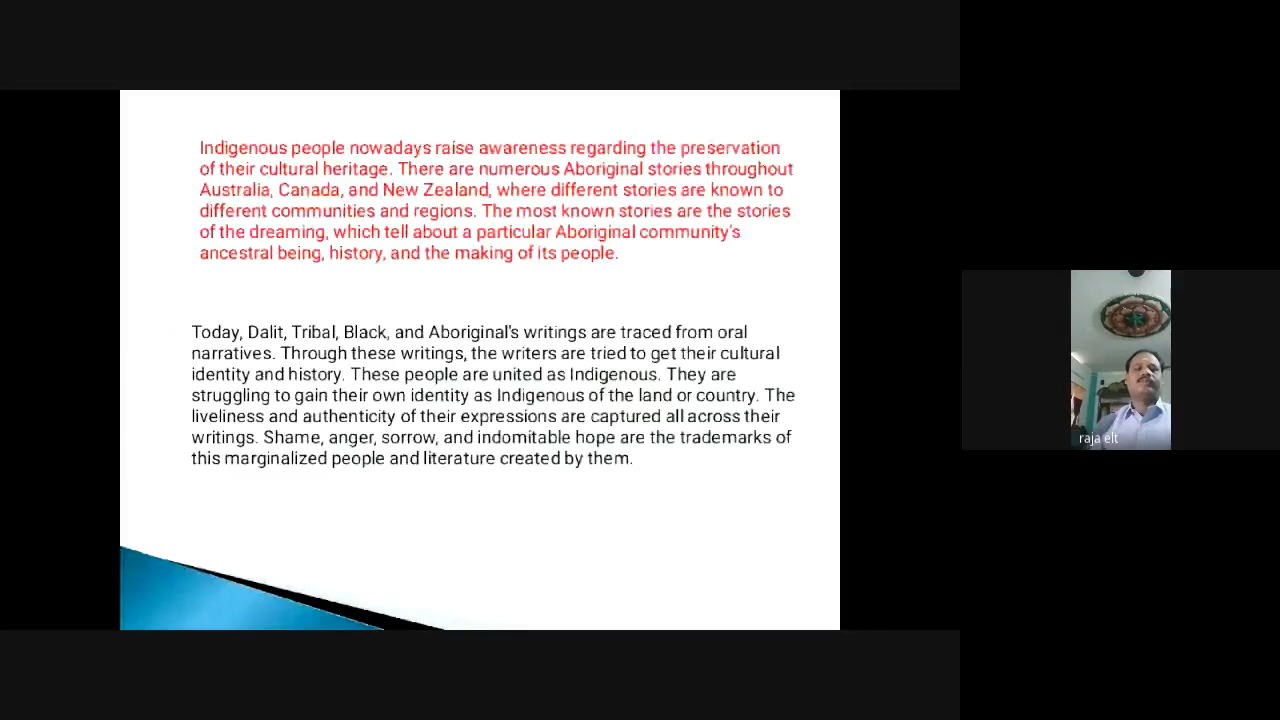 Indigenous people nowadays raise awareness regarding the preservation
of their cultural heritage. There are numerous Aboriginal stories throughout
Australia, Canada, and New Zealand, where different stories are known to
different communities and regions. The most known stories are the stories
of the dreaming, which tell about a particular Aboriginal community's
ancestral being, history, and the making of its people.
Today, Dalit, Tribal, Black, and Aboriginal's writings are traced from oral
narratives. Through these writings, the writers are tried to get their cultural
identity and history. These people are united as Indigenous. They are
struggling to gain their own identity as Indigenous of the land or country. The
liveliness and authenticity of their expressions are captured all across their
writings. Shame, anger, sorrow, and indomitable hope are the trademarks of
this marginalized people and literature created by them.
raja elt